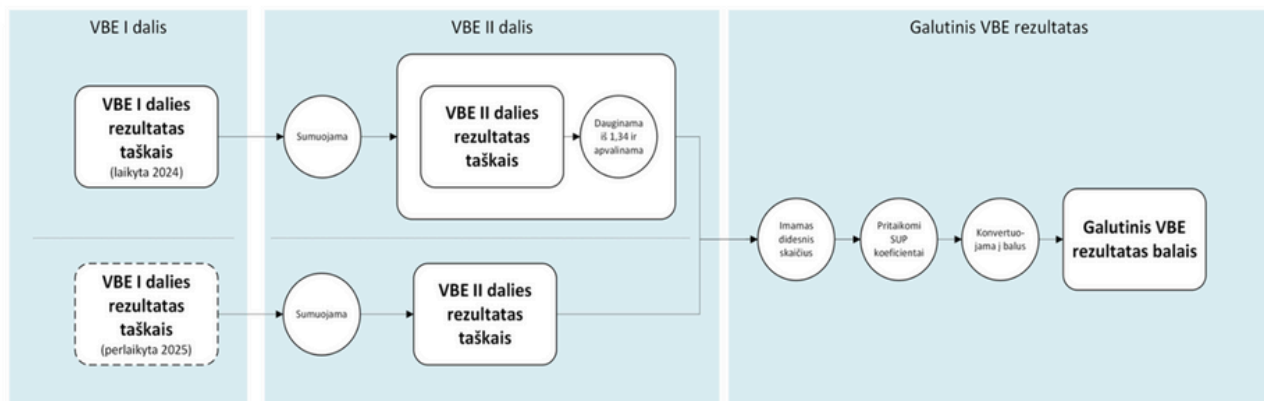 VBE I dalis
VBE II dalis
Galutinis VBE rezultatas
VBE I dalies
rezultatas
taškais
(laikyta 2024)
Sumuojama
VBE II dalies
rezultatas
taškais
Dauginama
iš 1,34 ir
apvalinama
VBE I dalies
rezultatas
taškais
(perlaikyta 2025)
Sumuojama
VBE II dalies
rezultatas
taškais
Imamas
didesnis
skaičius
Pritaikomi
SUP
koeficientai
Konvertuo-
jama į balus
Galutinis VBE
rezultatas balais